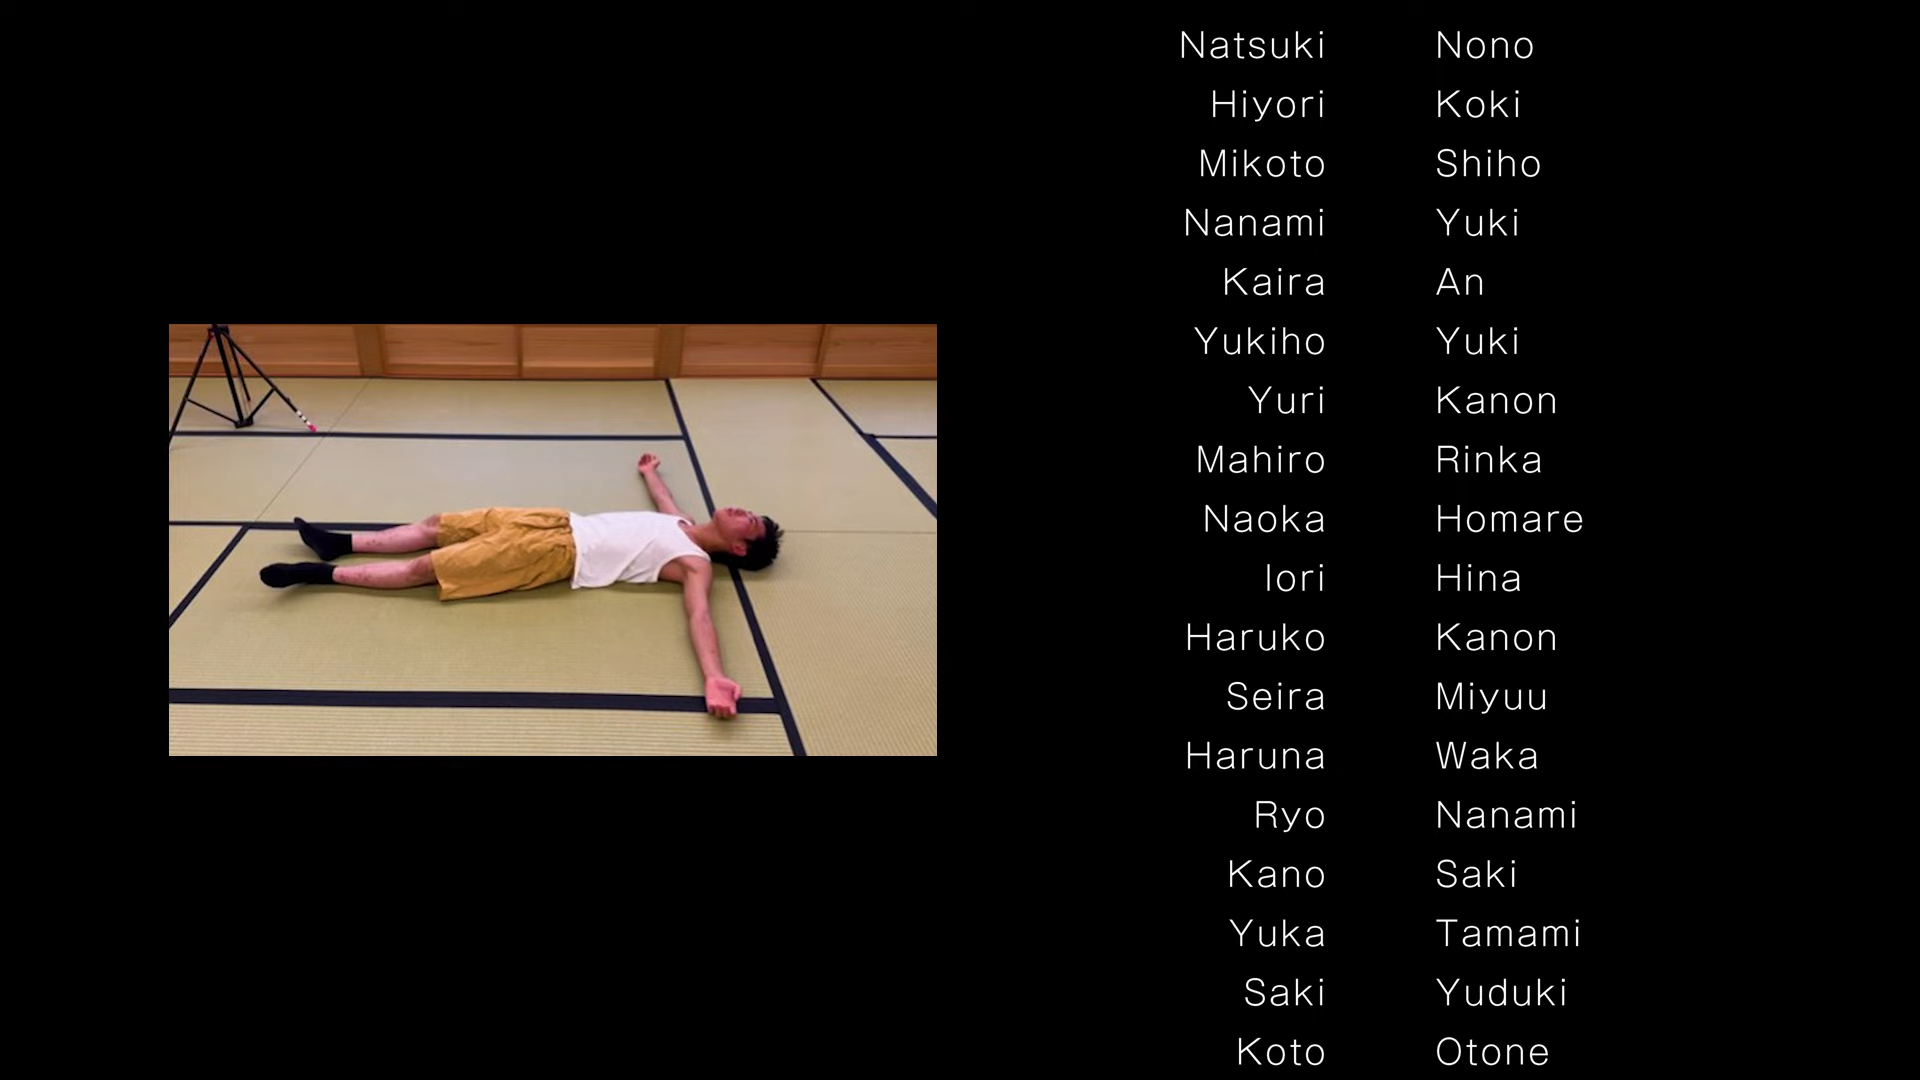 Natsuki Nono
Hiyori Koki
Mikoto Shiho
Nanami Yuki
Kaira An
Yukiho Yuki
Yuri Kanon
Mahiro Rinka
Naoka Homare
Iori Hina
Haruko Kanon
Seira Miyuu
Haruna Waka
Ryo Nanami
Kano Saki
Yuka Tamami
Saki Yuduki
Koto Otone